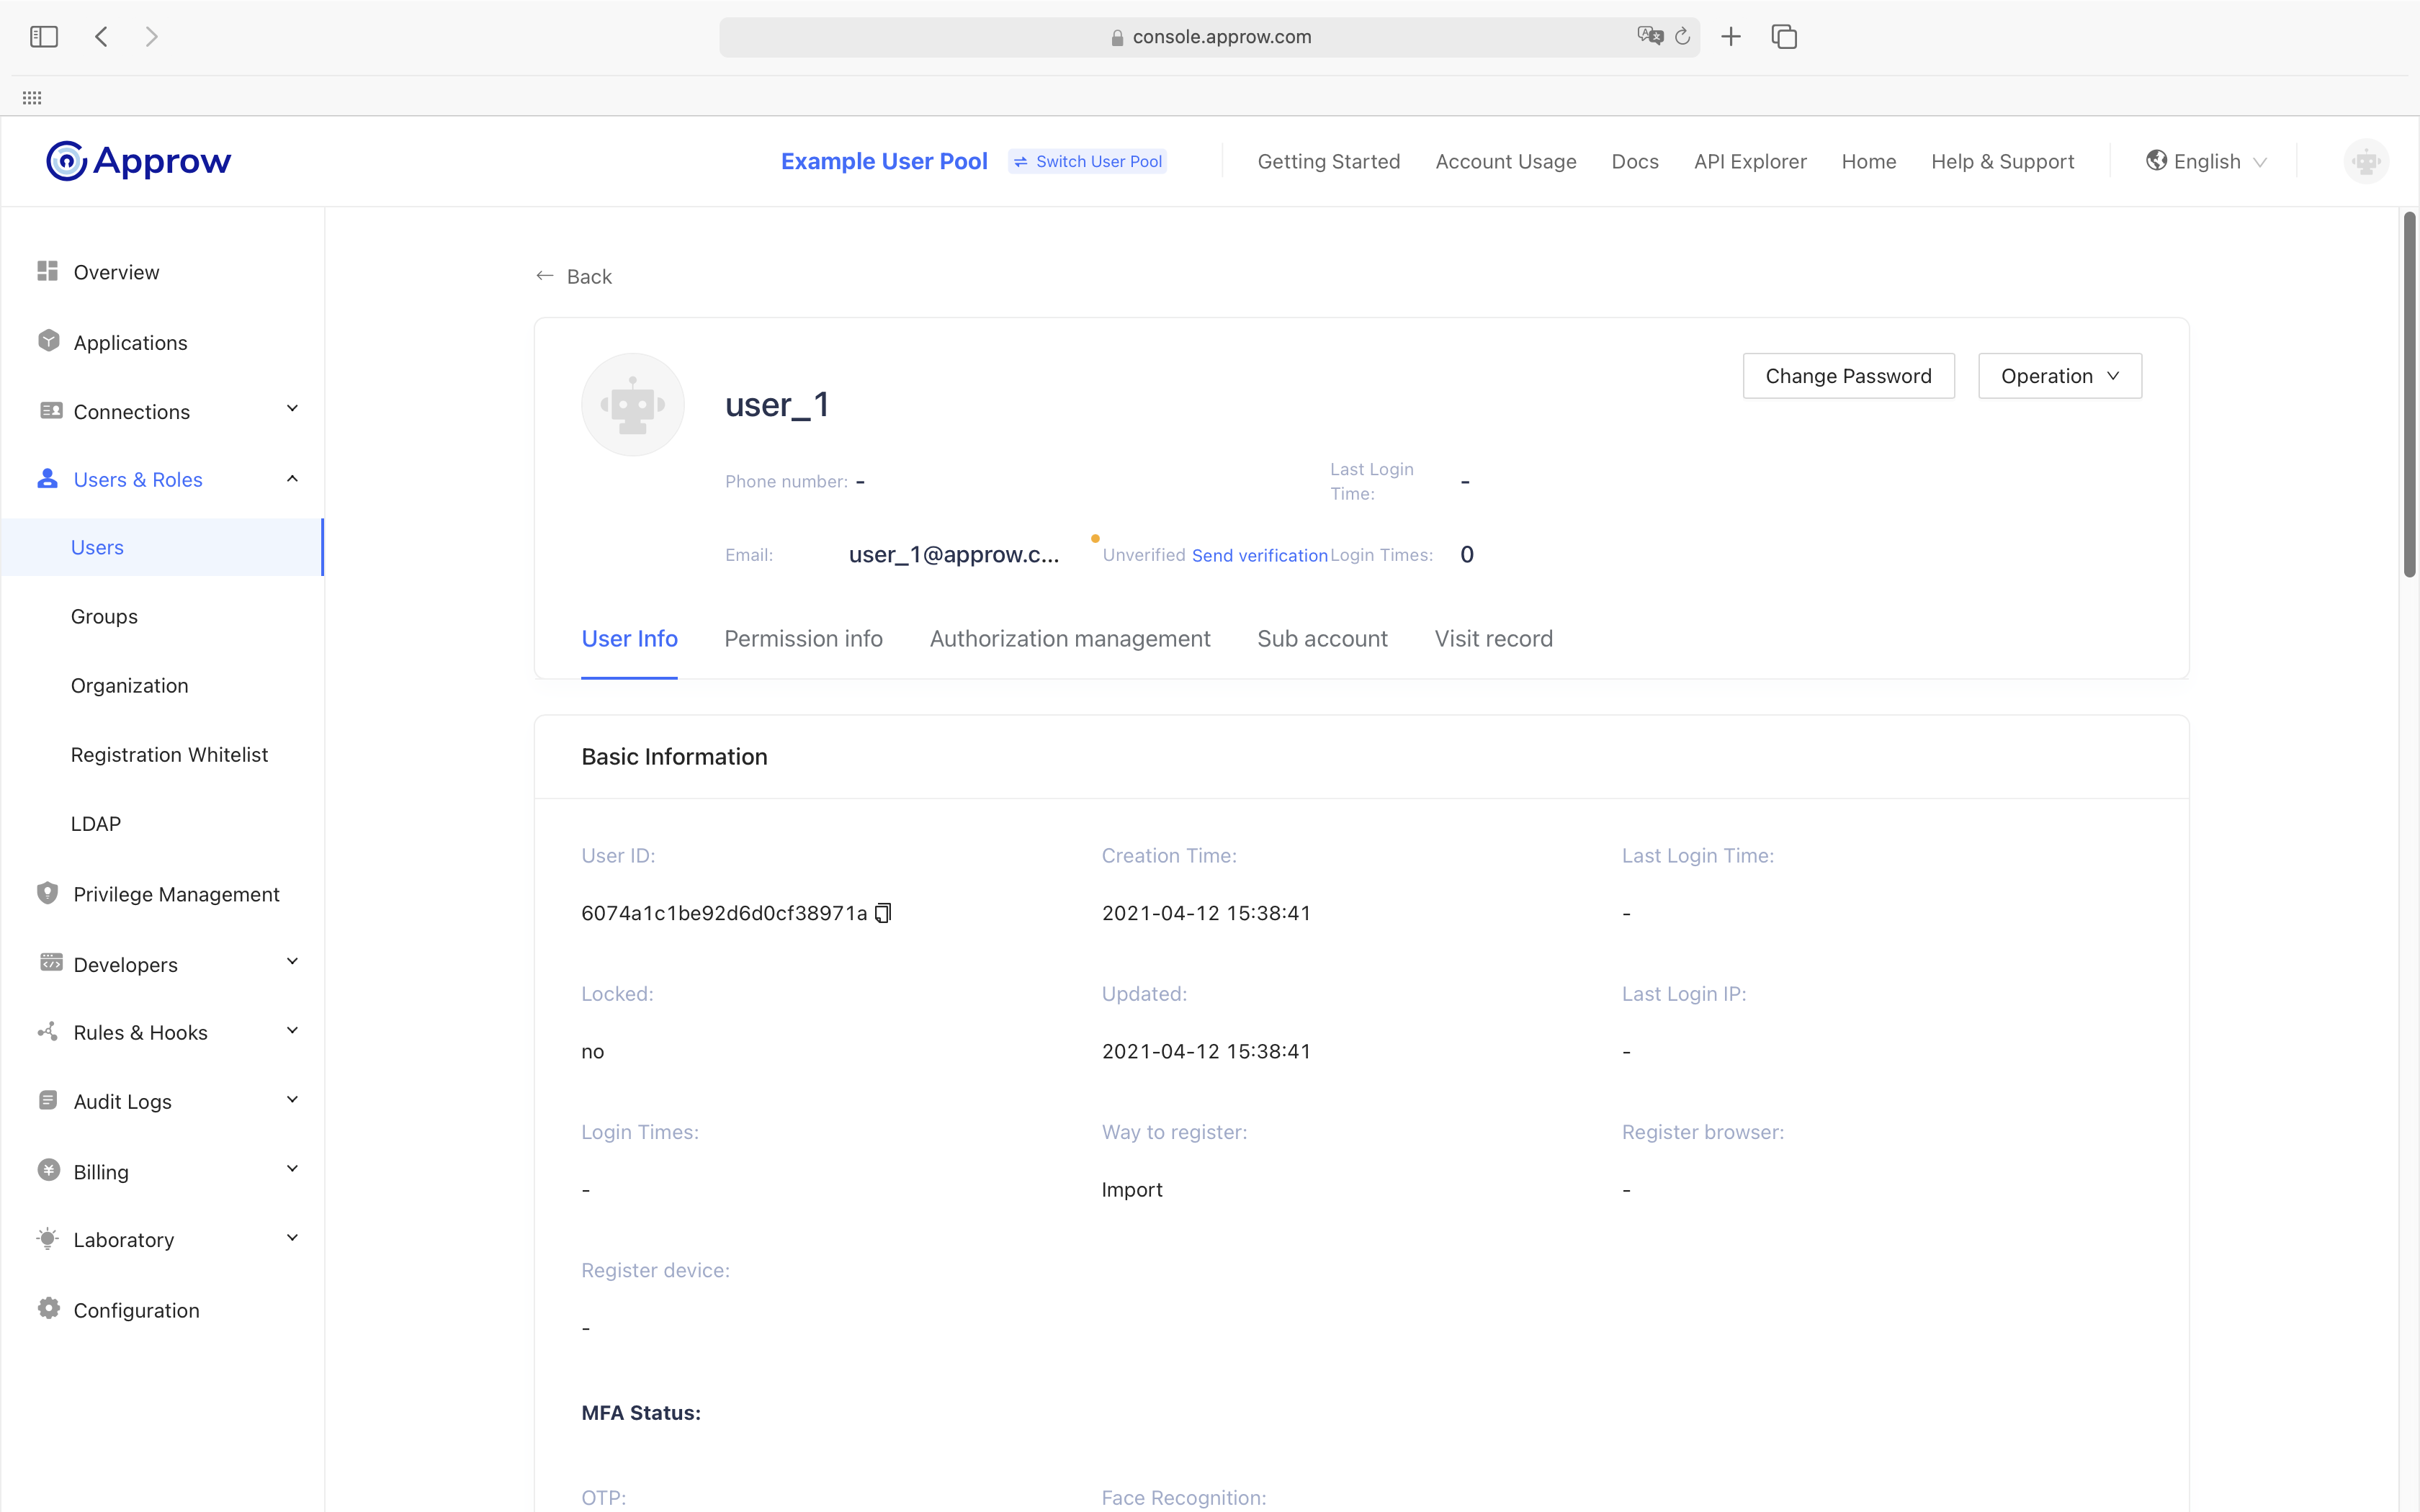 console.approw.com
Approw
Example User Pool
Switch User Pool
Getting Started
Account Usage
Docs
API Explorer
Home
Help & Support
English
Overview
Applications
Connections
Users & Roles
Users
Groups
Organization
Registration Whitelist
LDAP
Privilege Management
Developers
Rules & Hooks
Audit Logs
Billing
Laboratory
Configuration
← Back
user_1
Change Password
Operation
Phone number: -
Last Login
Time: -
Email: user_1@approw.c... Unverified Send verification Login Times: 0
User Info
Permission info
Authorization management
Sub account
Visit record
Basic Information
User ID:
6074a1c1be92d6d0cf38971a
Creation Time:
2021-04-12 15:38:41
Last Login Time:
-
Locked:
no
Updated:
2021-04-12 15:38:41
Last Login IP:
-
Login Times:
-
Way to register:
Import
Register browser:
-
Register device:
-
MFA Status:
OTP:
Face Recognition: